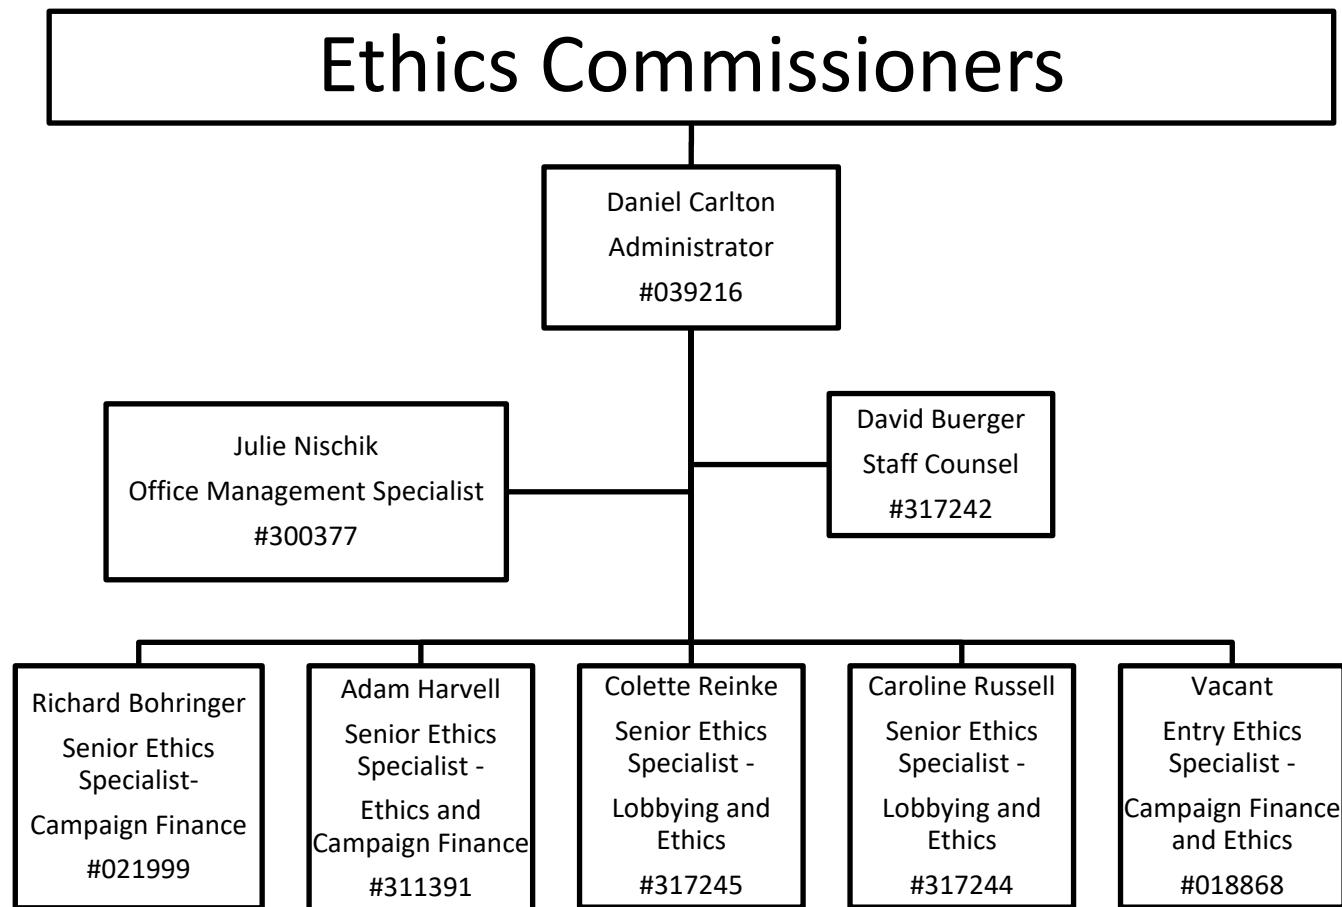 Ethics Commissioners
Daniel Carlton
Administrator
#039216
Julie Nischik
Office Management Specialist
#300377
David Buerger
Staff Counsel
#317242
Richard Bohringer
Senior Ethics
Specialist-
Campaign Finance
#021999
Adam Harvell
Senior Ethics
Specialist -
Ethics and
Campaign Finance
#311391
Colette Reinke
Senior Ethics
Specialist -
Lobbying and
Ethics
#317245
Caroline Russell
Senior Ethics
Specialist -
Lobbying and
Ethics
#317244
Vacant
Entry Ethics
Specialist -
Campaign Finance
and Ethics
#018868